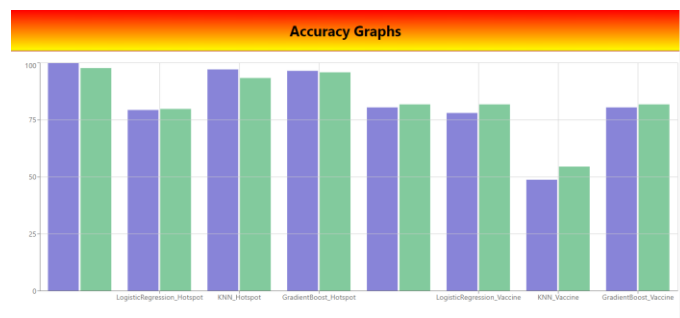 Accuracy Graphs
100
75
50
25
0
LogisticRegression_Hotspot KNN_Hotspot GradientBoost_Hotspot LogisticRegression_Vaccine KNN_Vaccine GradientBoost_Vaccine